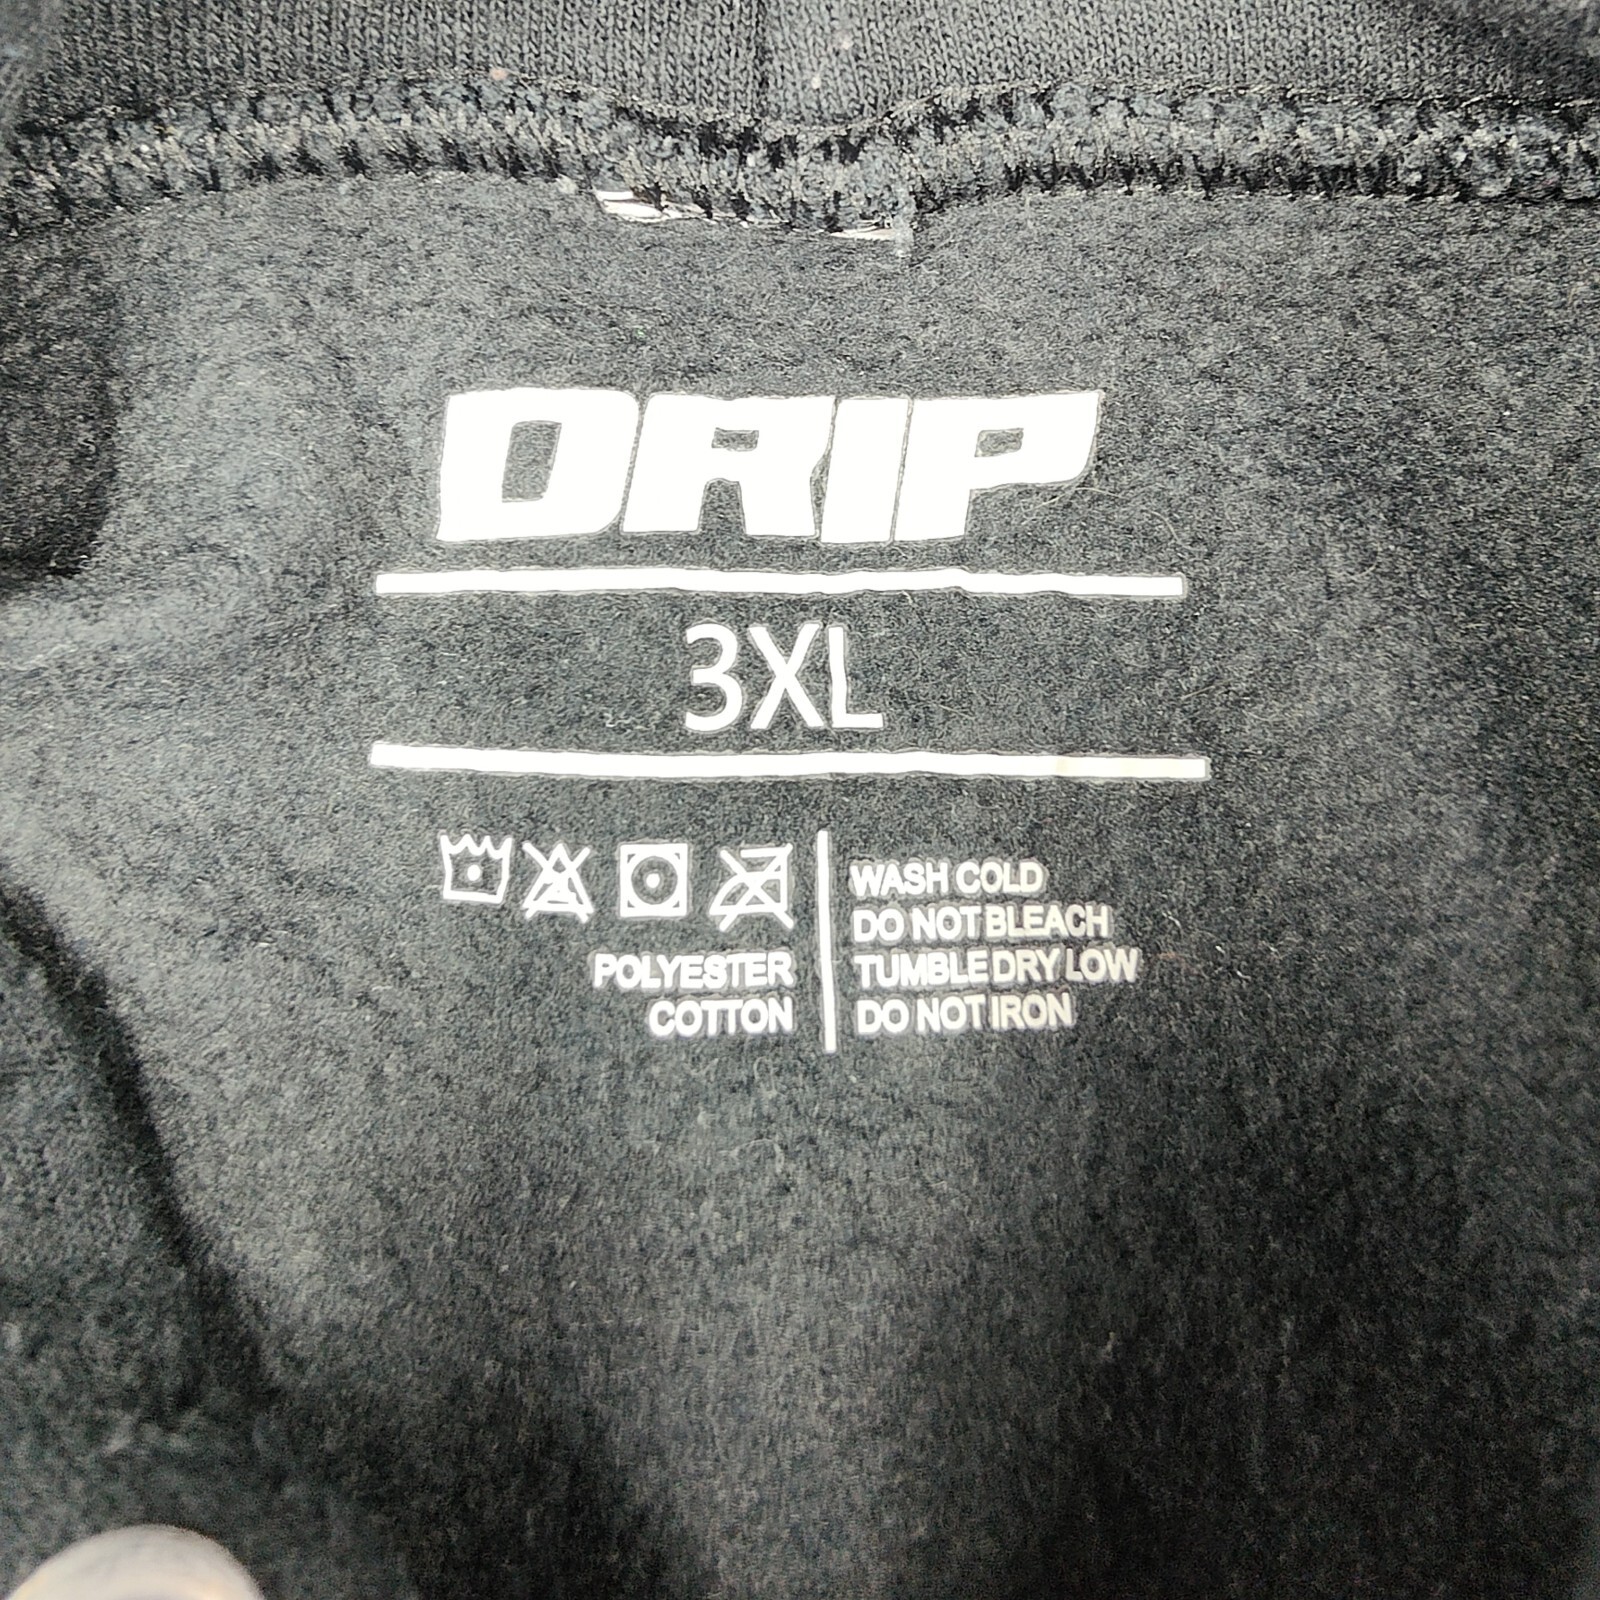 DRIP
3XL
POLYESTER
COTTON
WASH COLD
DO NOT BLEACH
TUMBLE DRY LOW
DO NOT IRON